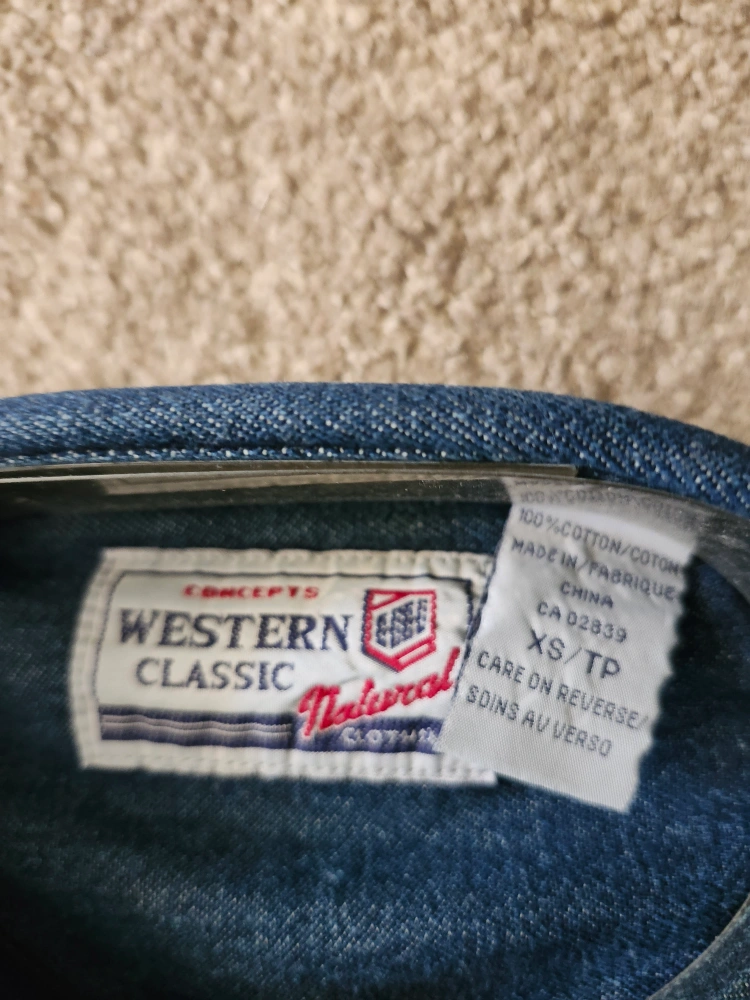 CONCEPTS
WESTERN
CLASSIC
Natural
100%COTTON/COTON
MADE IN/FABRIQUE
CHINA
CA 02839
XS/TP
CARE ON REVERSE/
SOINS AU VERSO